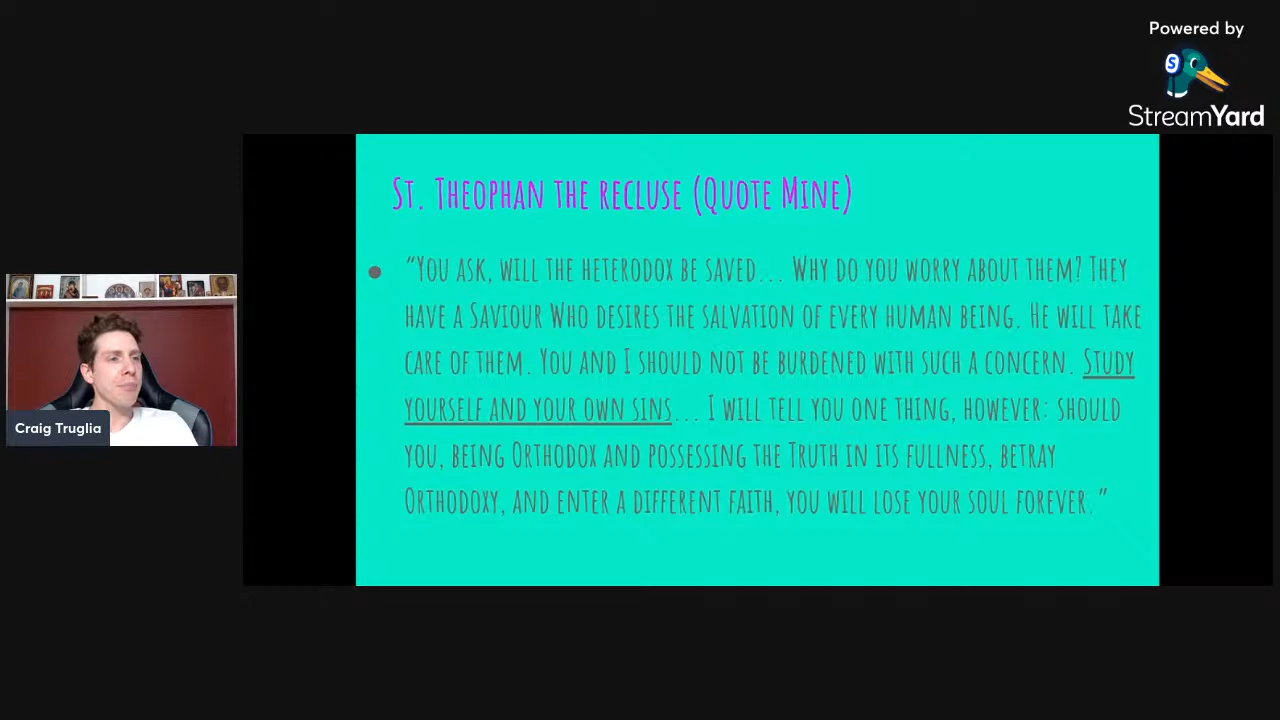 Powered by
StreamYard
St. Theophan the recluse (Quote Mine)
● “You ask, will the heterodox be saved... Why do you worry about them? They
have a Saviour Who desires the salvation of every human being. He will take
care of them. You and I should not be burdened with such a concern. Study
yourself and your own sins... I will tell you one thing, however: should
you, being Orthodox and possessing the Truth in its fullness, betray
Orthodoxy, and enter a different faith, you will lose your soul forever.”
Craig Truglia